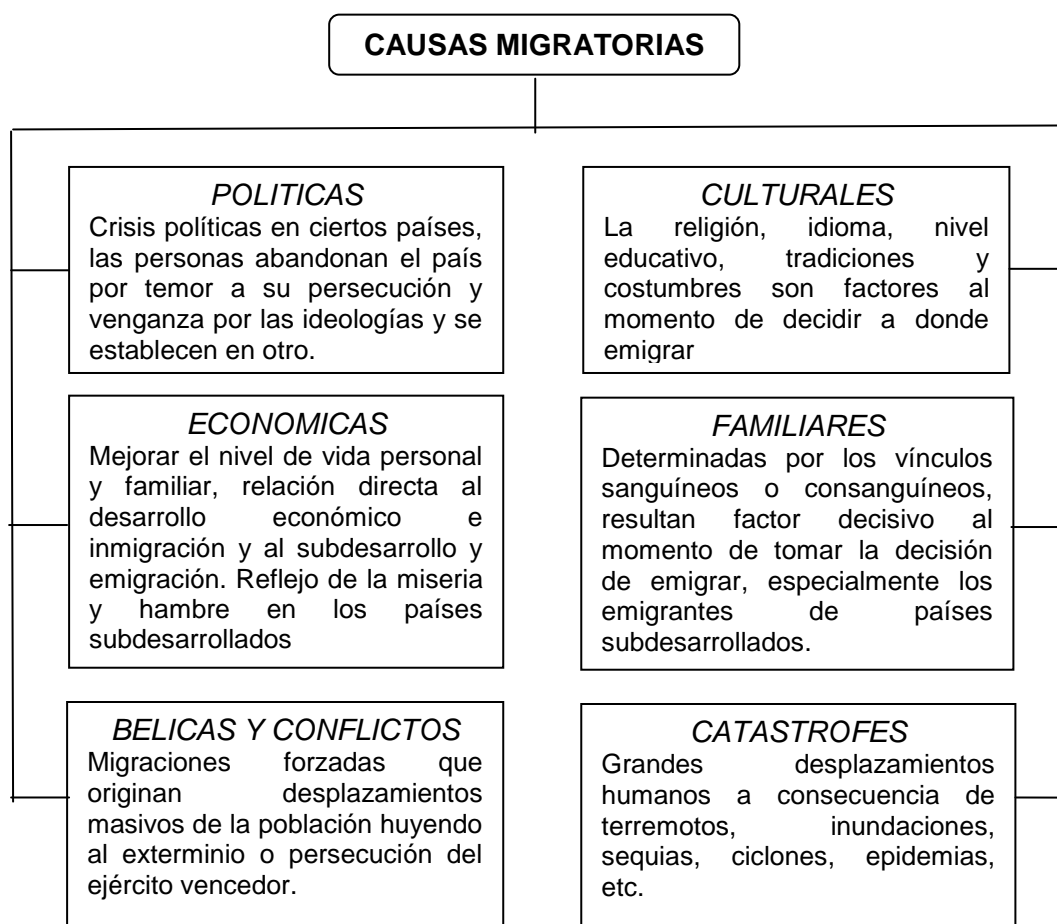 CAUSAS MIGRATORIAS
POLITICAS
Crisis políticas en ciertos países,
las personas abandonan el país
por temor a su persecución y
venganza por las ideologías y se
establecen en otro.
CULTURALES
La religión, idioma, nivel
educativo, tradiciones y
costumbres son factores al
momento de decidir a donde
emigrar
ECONOMICAS
Mejorar el nivel de vida personal
y familiar, relación directa al
desarrollo económico e
inmigración y al subdesarrollo y
emigración. Reflejo de la miseria
y hambre en los países
subdesarrollados
FAMILIARES
Determinadas por los vínculos
sanguíneos o consanguíneos,
resultan factor decisivo al
momento de tomar la decisión
de emigrar, especialmente los
emigrantes de países
subdesarrollados.
BELICAS Y CONFLICTOS
Migraciones forzadas que
originan desplazamientos
masivos de la población huyendo
al exterminio o persecución del
ejército vencedor.
CATASTROFES
Grandes desplazamientos
humanos a consecuencia de
terremotos, inundaciones,
sequias, ciclones, epidemias,
etc.